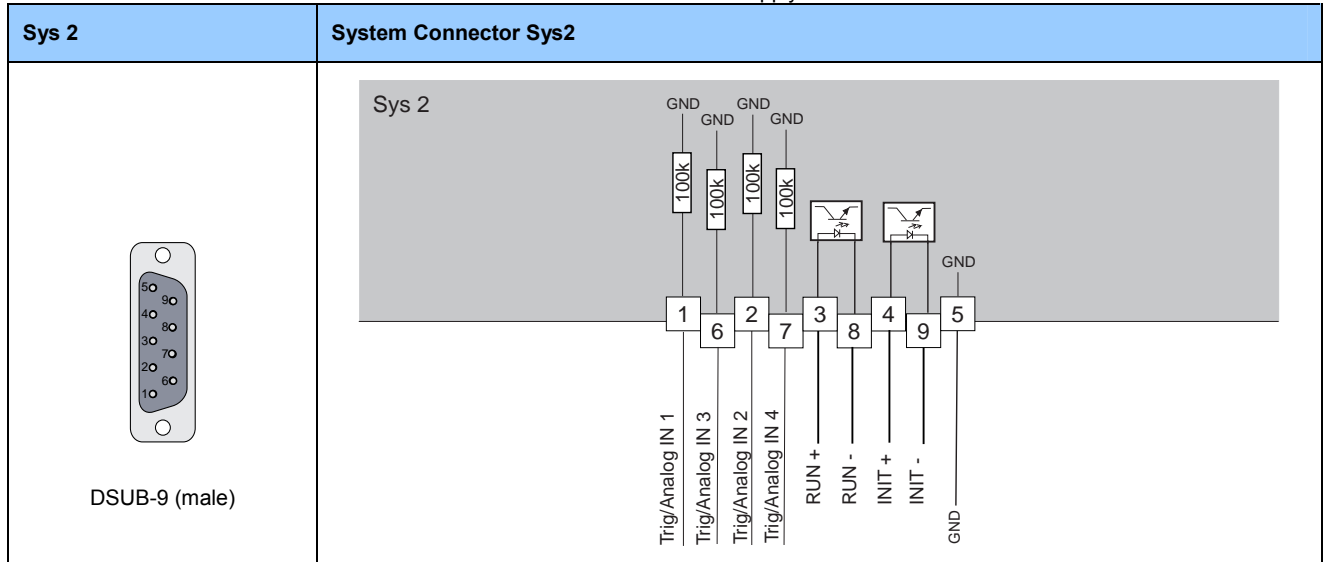 pply
Sys 2
System Connector Sys2
Sys 2
GND
GND
GND
GND
100k
100k
100k
100k
GND
1
6
2
7
3
8
4
9
5
Trig/Analog IN 1
Trig/Analog IN 3
Trig/Analog IN 2
Trig/Analog IN 4
RUN +
RUN -
INIT +
INIT -
GND
5
9
4
8
3
7
2
6
1
DSUB-9 (male)